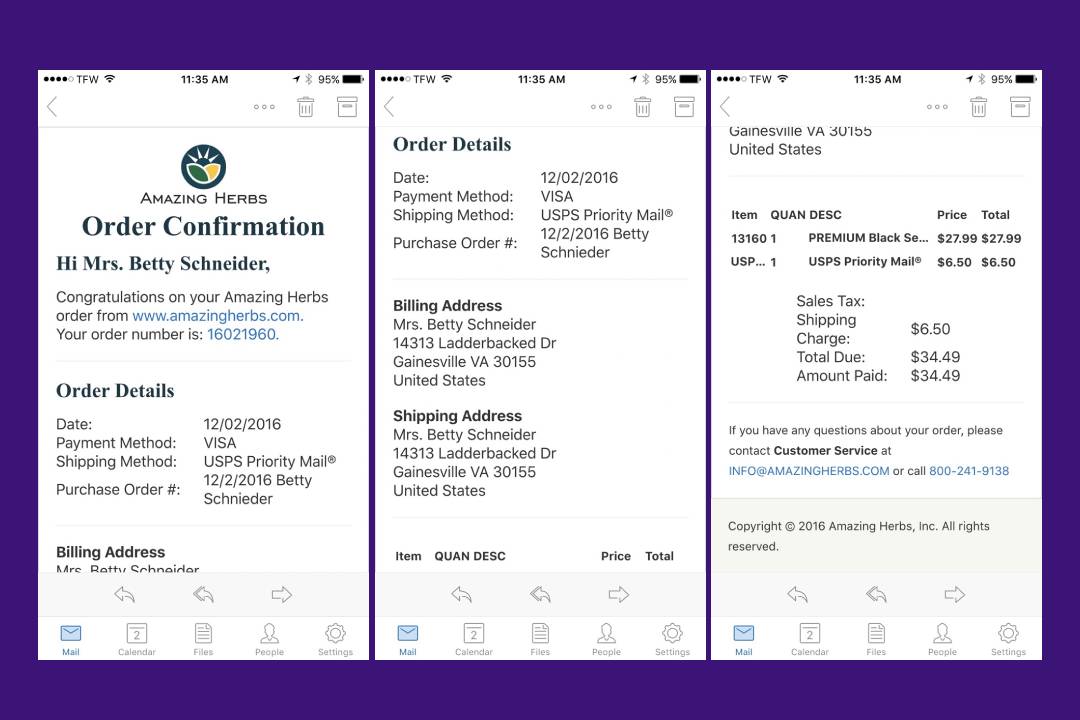 TFW 11:35 AM 95%
AMAZING HERBS
Order Confirmation
Hi Mrs. Betty Schneider,
Congratulations on your Amazing Herbs
order from www.amazingherbs.com.
Your order number is: 16021960.
Order Details
Date: 12/02/2016
Payment Method: VISA
Shipping Method: USPS Priority Mail®
Purchase Order #: 12/2/2016 Betty
Schnieder
Billing Address
Mrs. Betty Schneider
Mail Calendar 2 Files People Settings
TFW 11:35 AM 95%
Order Details
Date: 12/02/2016
Payment Method: VISA
Shipping Method: USPS Priority Mail®
Purchase Order #: 12/2/2016 Betty
Schnieder
Billing Address
Mrs. Betty Schneider
14313 Ladderbacked Dr
Gainesville VA 30155
United States
Shipping Address
Mrs. Betty Schneider
14313 Ladderbacked Dr
Gainesville VA 30155
United States
Item QUAN DESC Price Total
Mail Calendar 2 Files People Settings
TFW 11:35 AM 95%
Gainesville VA 30155
United States
Item QUAN DESC Price Total
13160 1 PREMIUM Black Se... $27.99 $27.99
USP... 1 USPS Priority Mail® $6.50 $6.50
Sales Tax:
Shipping
Charge: $6.50
Total Due: $34.49
Amount Paid: $34.49
If you have any questions about your order, please
contact Customer Service at
INFO@AMAZINGHERBS.COM or call 800-241-9138
Copyright © 2016 Amazing Herbs, Inc. All rights
reserved.
Mail Calendar 2 Files People Settings